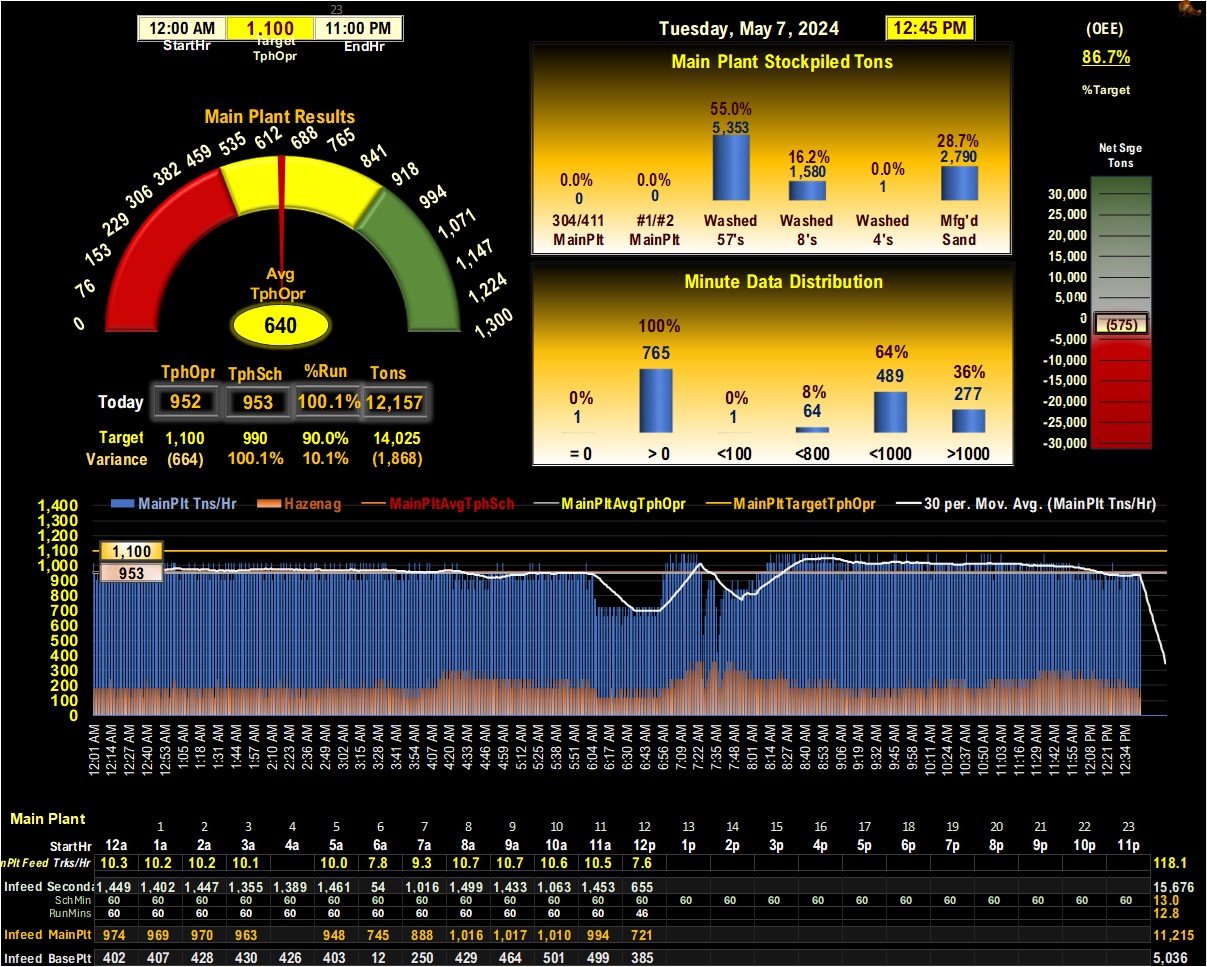 23
12:00 AM 1,100 11:00 PM
StartHr Target EndHr
TphOpr
Tuesday, May 7, 2024 12:45 PM
(OEE)
86.7%
%Target
Main Plant Results
0 76 153 229 306 382 459 535 612 688 765 841 918 994 1,071 1,147 1,224 1,300
Avg
TphOpr
640
TphOpr TphSch %Run Tons
Today 952 953 100.1% 12,157
Target 1,100 990 90.0% 14,025
Variance (664) 100.1% 10.1% (1,868)
Main Plant Stockpiled Tons
0.0% 0.0% 55.0% 16.2% 0.0% 28.7%
0 0 5,353 1,580 1 2,790
304/411 #1/#2 Washed Washed Washed Mfg'd
MainPlt MainPlt 57's 8's 4's Sand
Minute Data Distribution
0% 100% 0% 8% 64% 36%
1 765 1 64 489 277
= 0 > 0 <100 <800 <1000 >1000
Net Srge
Tons
30,000
25,000
20,000
15,000
10,000
5,000
0
(575)
-5,000
-10,000
-15,000
-20,000
-25,000
-30,000
MainPlt Tns/Hr Hazenag MainPltAvgTphSch MainPltAvgTphOpr MainPltTargetTphOpr 30 per. Mov. Avg. (MainPlt Tns/Hr)
1,400
1,300
1,200
1,100 1,100
1,000
953
900
800
700
600
500
400
300
200
100
0
12:01 AM 12:14 AM 12:27 AM 12:40 AM 12:53 AM 1:05 AM 1:18 AM 1:31 AM 1:44 AM 1:57 AM 2:10 AM 2:23 AM 2:36 AM 2:49 AM 3:02 AM 3:15 AM 3:28 AM 3:41 AM 3:54 AM 4:07 AM 4:20 AM 4:33 AM 4:46 AM 4:59 AM 5:12 AM 5:25 AM 5:38 AM 5:51 AM 6:04 AM 6:17 AM 6:30 AM 6:43 AM 6:56 AM 7:09 AM 7:22 AM 7:35 AM 7:48 AM 8:01 AM 8:14 AM 8:27 AM 8:40 AM 8:53 AM 9:06 AM 9:19 AM 9:32 AM 9:45 AM 9:58 AM 10:11 AM 10:24 AM 10:37 AM 10:50 AM 11:03 AM 11:16 AM 11:29 AM 11:42 AM 11:55 AM 12:08 PM 12:21 PM 12:34 PM
Main Plant
1 2 3 4 5 6 7 8 9 10 11 12 13 14 15 16 17 18 19 20 21 22 23
StartHr 12a 1a 2a 3a 4a 5a 6a 7a 8a 9a 10a 11a 12p 1p 2p 3p 4p 5p 6p 7p 8p 9p 10p 11p
nPlt Feed Trks/Hr 10.3 10.2 10.2 10.1 10.0 7.8 9.3 10.7 10.7 10.6 10.5 7.6 118.1
Infeed Seconda 1,449 1,402 1,447 1,355 1,389 1,461 54 1,016 1,499 1,433 1,063 1,453 655 15,676
SchMin 60 60 60 60 60 60 60 60 60 60 60 60 60 60 60 60 60 60 60 60 60 60 60 13.0
RunMins 60 60 60 60 60 60 60 60 60 60 60 46 12.8
Infeed MainPlt 974 969 970 963 948 745 888 1,016 1,017 1,010 994 721 11,215
Infeed BasePlt 402 407 428 430 426 403 12 250 429 464 501 499 385 5,036